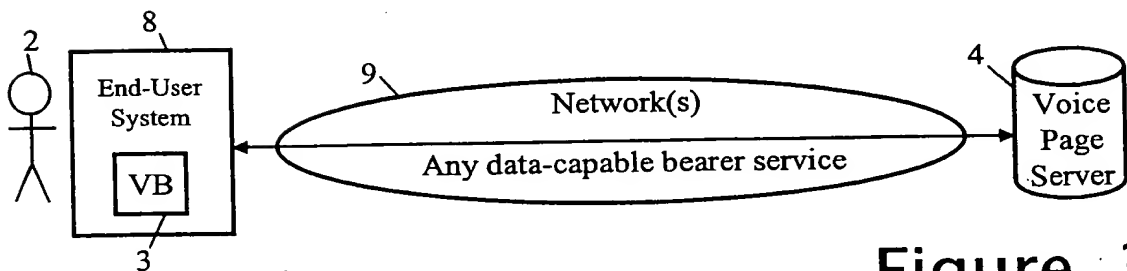 2
8
9
4
End-User
System
VB
3
Network(s)
Any data-capable bearer service
Voice
Page
Server
Figure